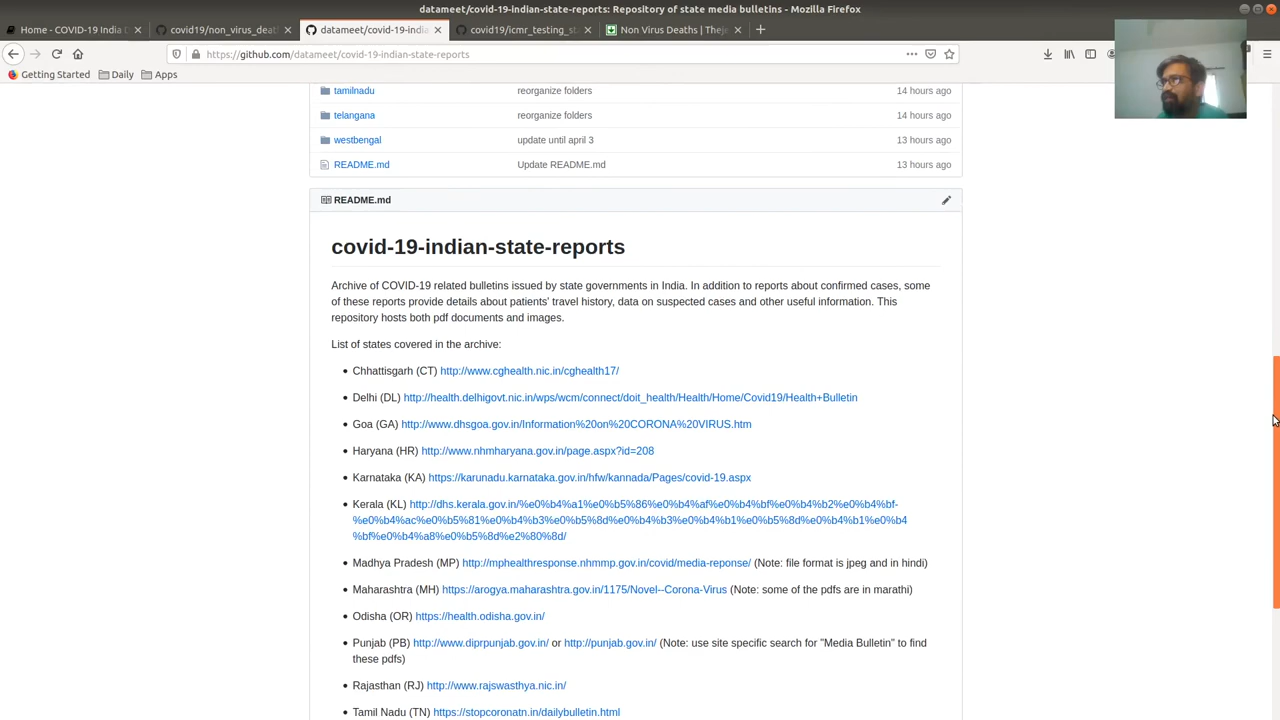 datameet/covid-19-indian-state-reports: Repository of state media bulletins - Mozilla Firefox
Home - COVID-19 India D
covid19/non_virus_deat
datameet/covid-19-india
covid19/icmr_testing_st
Non Virus Deaths | Theje
https://github.com/datameet/covid-19-indian-state-reports
Getting Started
Daily
Apps
tamilnadu reorganize folders 14 hours ago
telangana reorganize folders 14 hours ago
westbengal update until april 3 13 hours ago
README.md Update README.md 13 hours ago
README.md
covid-19-indian-state-reports
Archive of COVID-19 related bulletins issued by state governments in India. In addition to reports about confirmed cases, some
of these reports provide details about patients' travel history, data on suspected cases and other useful information. This
repository hosts both pdf documents and images.
List of states covered in the archive:
Chhattisgarh (CT) http://www.cghealth.nic.in/cghealth17/
Delhi (DL) http://health.delhigovt.nic.in/wps/wcm/connect/doit_health/Health/Home/Covid19/Health+Bulletin
Goa (GA) http://www.dhsgoa.gov.in/Information%20on%20CORONA%20VIRUS.htm
Haryana (HR) http://www.nhmharyana.gov.in/page.aspx?id=208
Karnataka (KA) https://karunadu.karnataka.gov.in/hfw/kannada/Pages/covid-19.aspx
Kerala (KL) http://dhs.kerala.gov.in/%e0%b4%a1%e0%b5%86%e0%b4%af%e0%b4%bf%e0%b4%b2%e0%b4%bf-
%e0%b4%ac%e0%b5%81%e0%b4%b3%e0%b5%8d%e0%b4%b3%e0%b4%b1%e0%b5%8d%e0%b4%b1%e0%b4
%bf%e0%b4%a8%e0%b5%8d%e2%80%8d/
Madhya Pradesh (MP) http://mphealthresponse.nhmmp.gov.in/covid/media-reponse/ (Note: file format is jpeg and in hindi)
Maharashtra (MH) https://arogya.maharashtra.gov.in/1175/Novel--Corona-Virus (Note: some of the pdfs are in marathi)
Odisha (OR) https://health.odisha.gov.in/
Punjab (PB) http://www.diprpunjab.gov.in/ or http://punjab.gov.in/ (Note: use site specific search for "Media Bulletin" to find
these pdfs)
Rajasthan (RJ) http://www.rajswasthya.nic.in/
Tamil Nadu (TN) https://stopcoronatn.in/dailybulletin.html